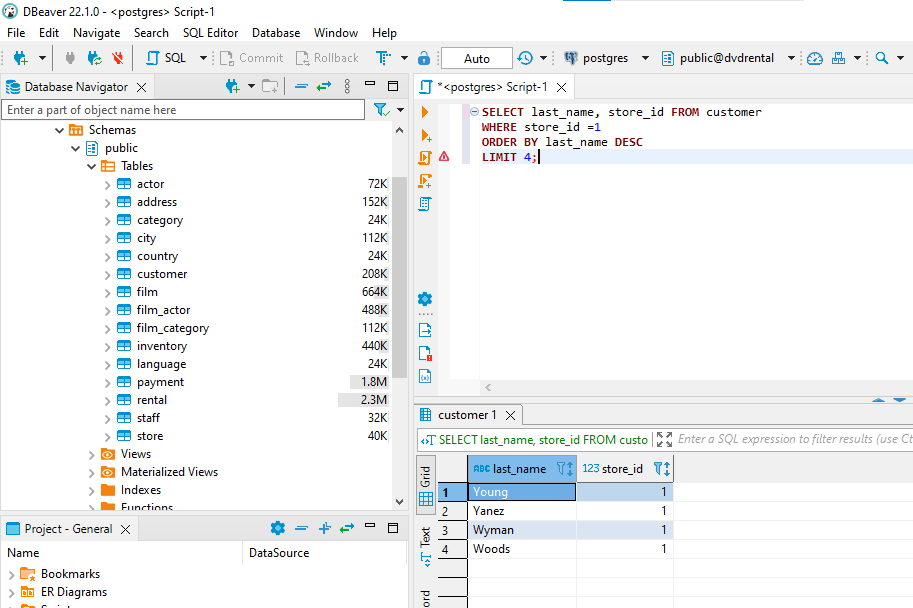 DBeaver 22.1.0 - <postgres> Script-1
File Edit Navigate Search SQL Editor Database Window Help
SQL Commit Rollback T Auto postgres public@dvdrental
Database Navigator
Enter a part of object name here
Schemas
public
Tables
actor 72K
address 152K
category 24K
city 112K
country 24K
customer 208K
film 664K
film_actor 488K
film_category 112K
inventory 440K
language 24K
payment 1.8M
rental 2.3M
staff 32K
store 40K
Views
Materialized Views
Indexes
Functions
Project - General
Name DataSource
Bookmarks
ER Diagrams
*<postgres> Script-1
SELECT last_name, store_id FROM customer
WHERE store_id =1
ORDER BY last_name DESC
LIMIT 4;
customer 1
SELECT last_name, store_id FROM custo Enter a SQL expression to filter results (use Ct
Grid
Text
ABC last_name 123 store_id
1 Young 1
2 Yanez 1
3 Wyman 1
4 Woods 1